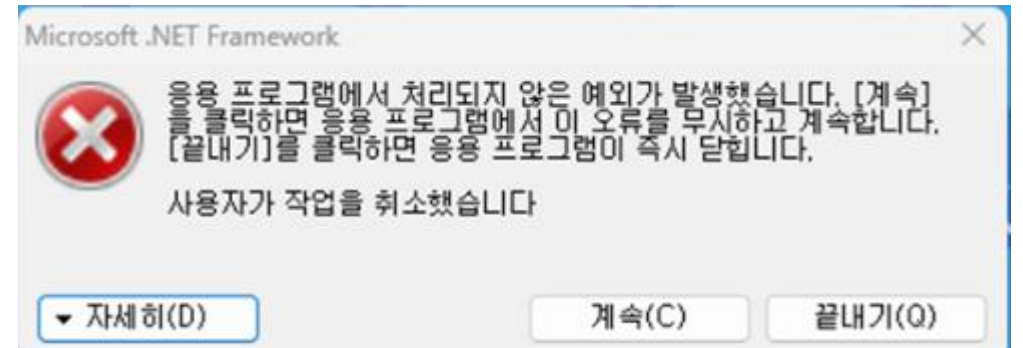 Microsoft .NET Framework
응용 프로그램에서 처리되지 않은 예외가 발생했습니다. [계속]
을 클릭하면 응용 프로그램에서 이 오류를 무시하고 계속합니다.
[끝내기]를 클릭하면 응용 프로그램이 즉시 닫힙니다.
사용자가 작업을 취소했습니다
자세히(D)
계속(C)
끝내기(Q)